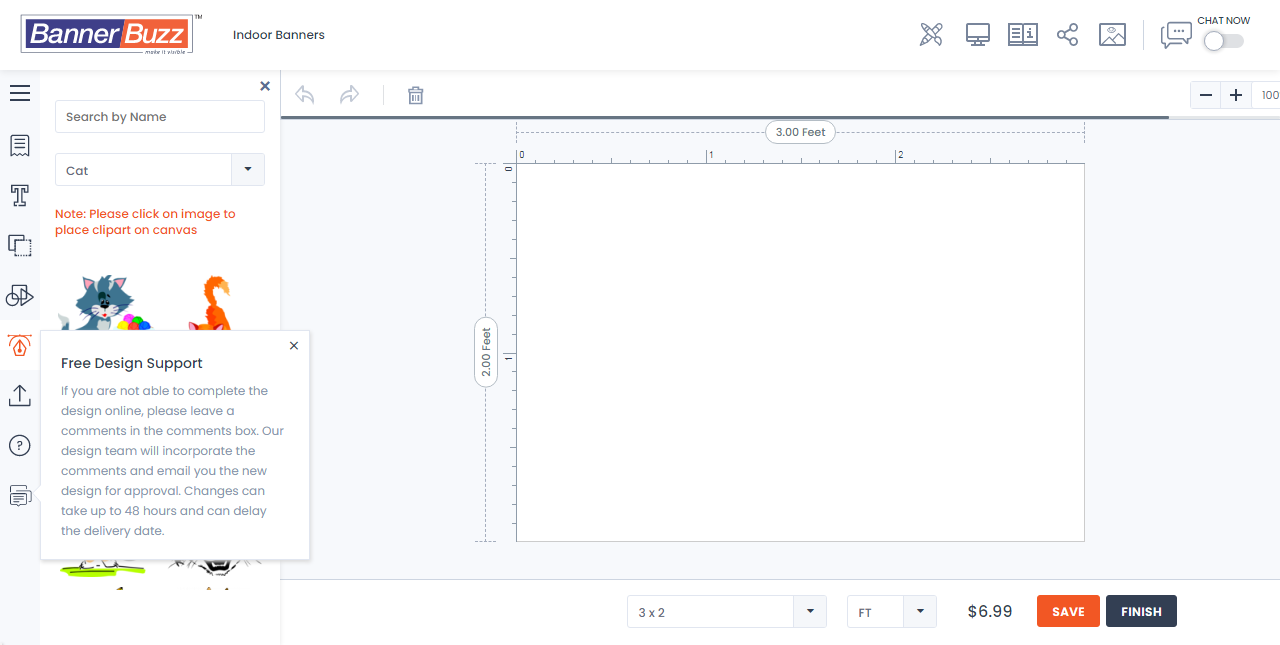 Banner Buzz TM
make it visible
Indoor Banners
CHAT NOW
Search by Name
Cat
Note: Please click on image to
place clipart on canvas
Free Design Support
If you are not able to complete the
design online, please leave a
comments in the comments box. Our
design team will incorporate the
comments and email you the new
design for approval. Changes can
take up to 48 hours and can delay
the delivery date.
100
3.00 Feet
0 1 2
0
1
2.00 Feet
3 x 2
FT
$6.99
SAVE
FINISH